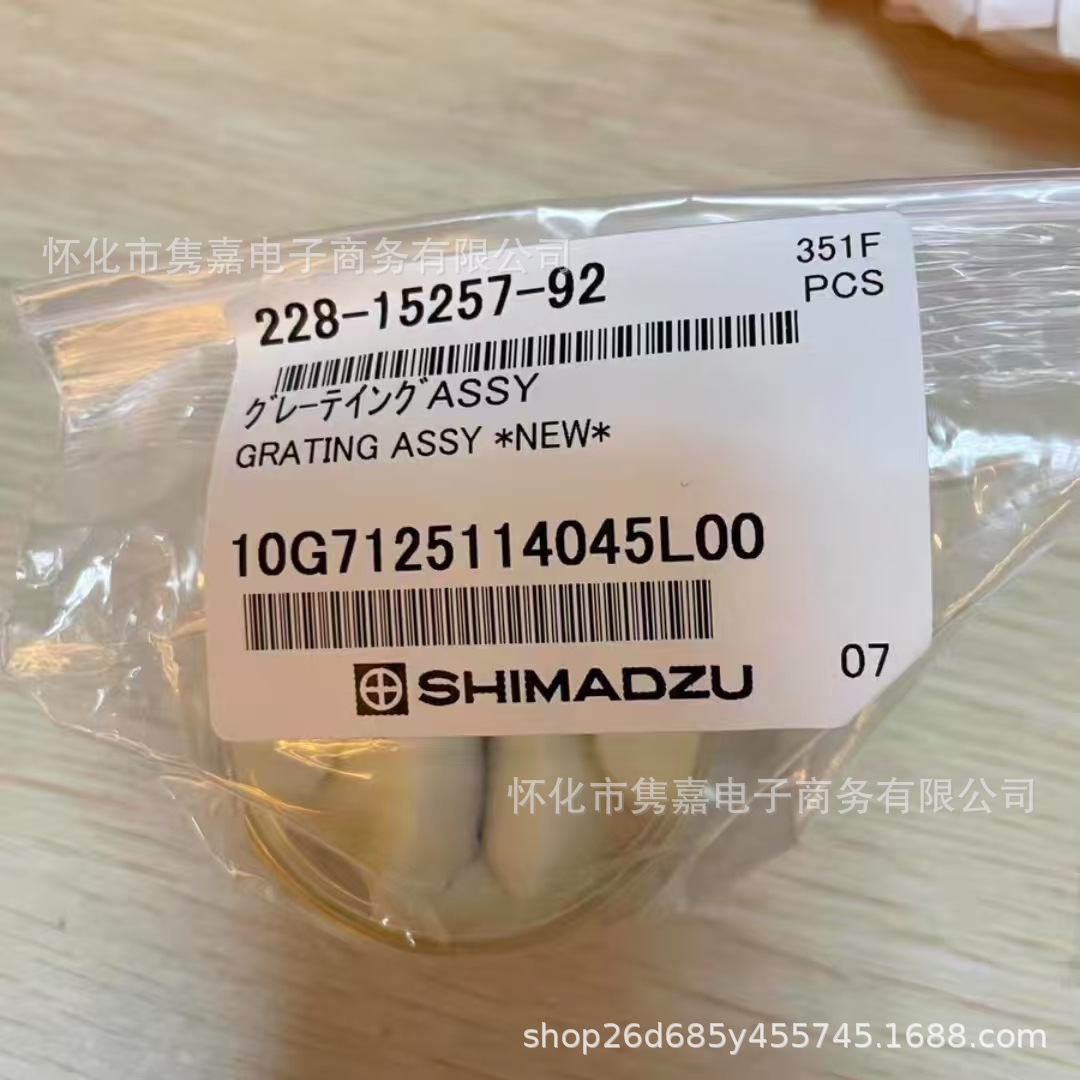 怀化市隽嘉电子商务有限公司
351F
PCS
228-15257-92
グレーテイングASSY
GRATING ASSY *NEW*
10G7125114045L00
SHIMADZU
07
怀化市隽嘉电子商务有限公司
shop26d685y455745.1688.com